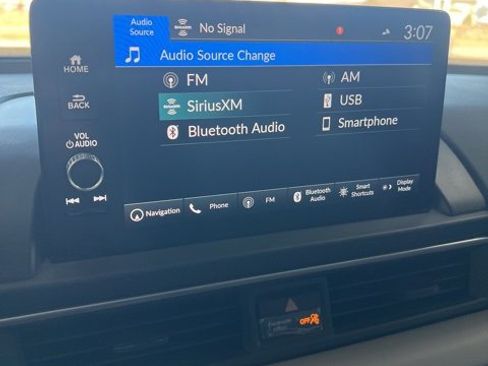 Audio Source
No Signal
3:07
Audio Source Change
HOME
BACK
VOL
AUDIO
FM
AM
SiriusXM
USB
Bluetooth Audio
Smartphone
Navigation
Phone
FM
Bluetooth Audio
Smart Shortcuts
Display Mode
OFF